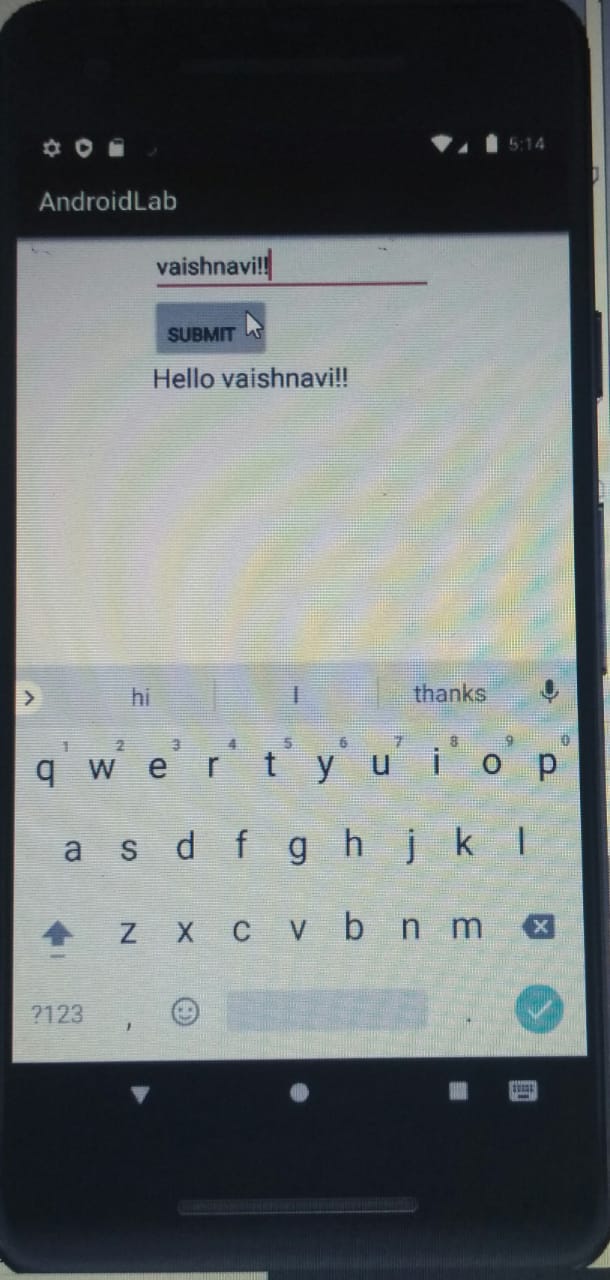 5:14
AndroidLab
vaishnavi!!
SUBMIT
Hello vaishnavi!!
hi I thanks
1 2 3 4 5 6 7 8 9 0
q w e r t y u i o p
a s d f g h j k l
z x c v b n m
?123 , .